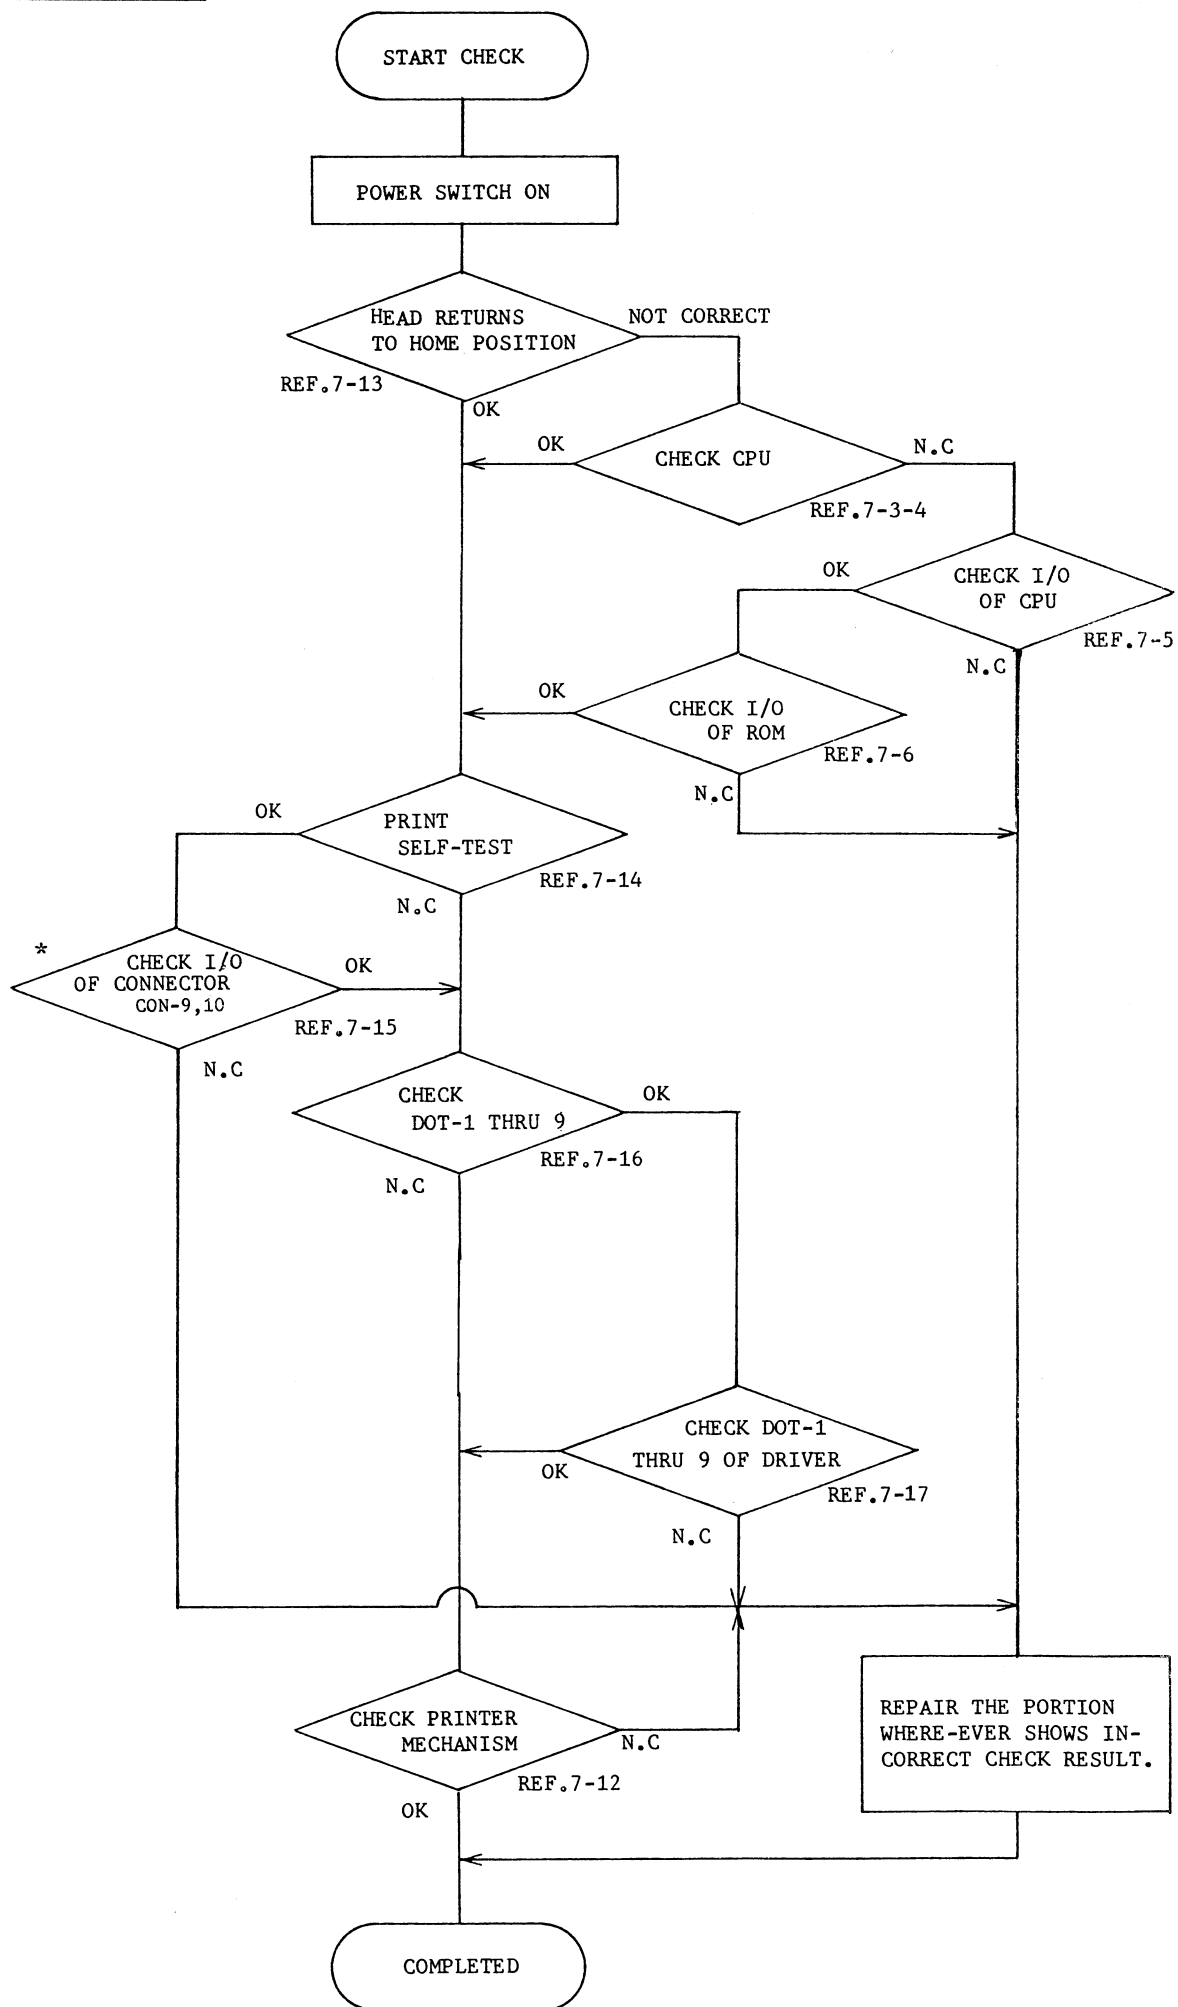 START CHECK
POWER SWITCH ON
HEAD RETURNS
TO HOME POSITION
NOT CORRECT
REF.7-13
OK
OK
CHECK CPU
N.C
REF.7-3-4
OK
CHECK I/O
OF CPU
REF.7-5
N.C
OK
CHECK I/O
OF ROM
REF.7-6
N.C
OK
PRINT
SELF-TEST
REF.7-14
N.C
*
CHECK I/O
OF CONNECTOR
CON-9,10
OK
REF.7-15
N.C
CHECK
DOT-1 THRU 9
OK
REF.7-16
N.C
CHECK DOT-1
THRU 9 OF DRIVER
OK
REF.7-17
N.C
CHECK PRINTER
MECHANISM
N.C
REF.7-12
OK
REPAIR THE PORTION
WHERE-EVER SHOWS IN-
CORRECT CHECK RESULT.
COMPLETED